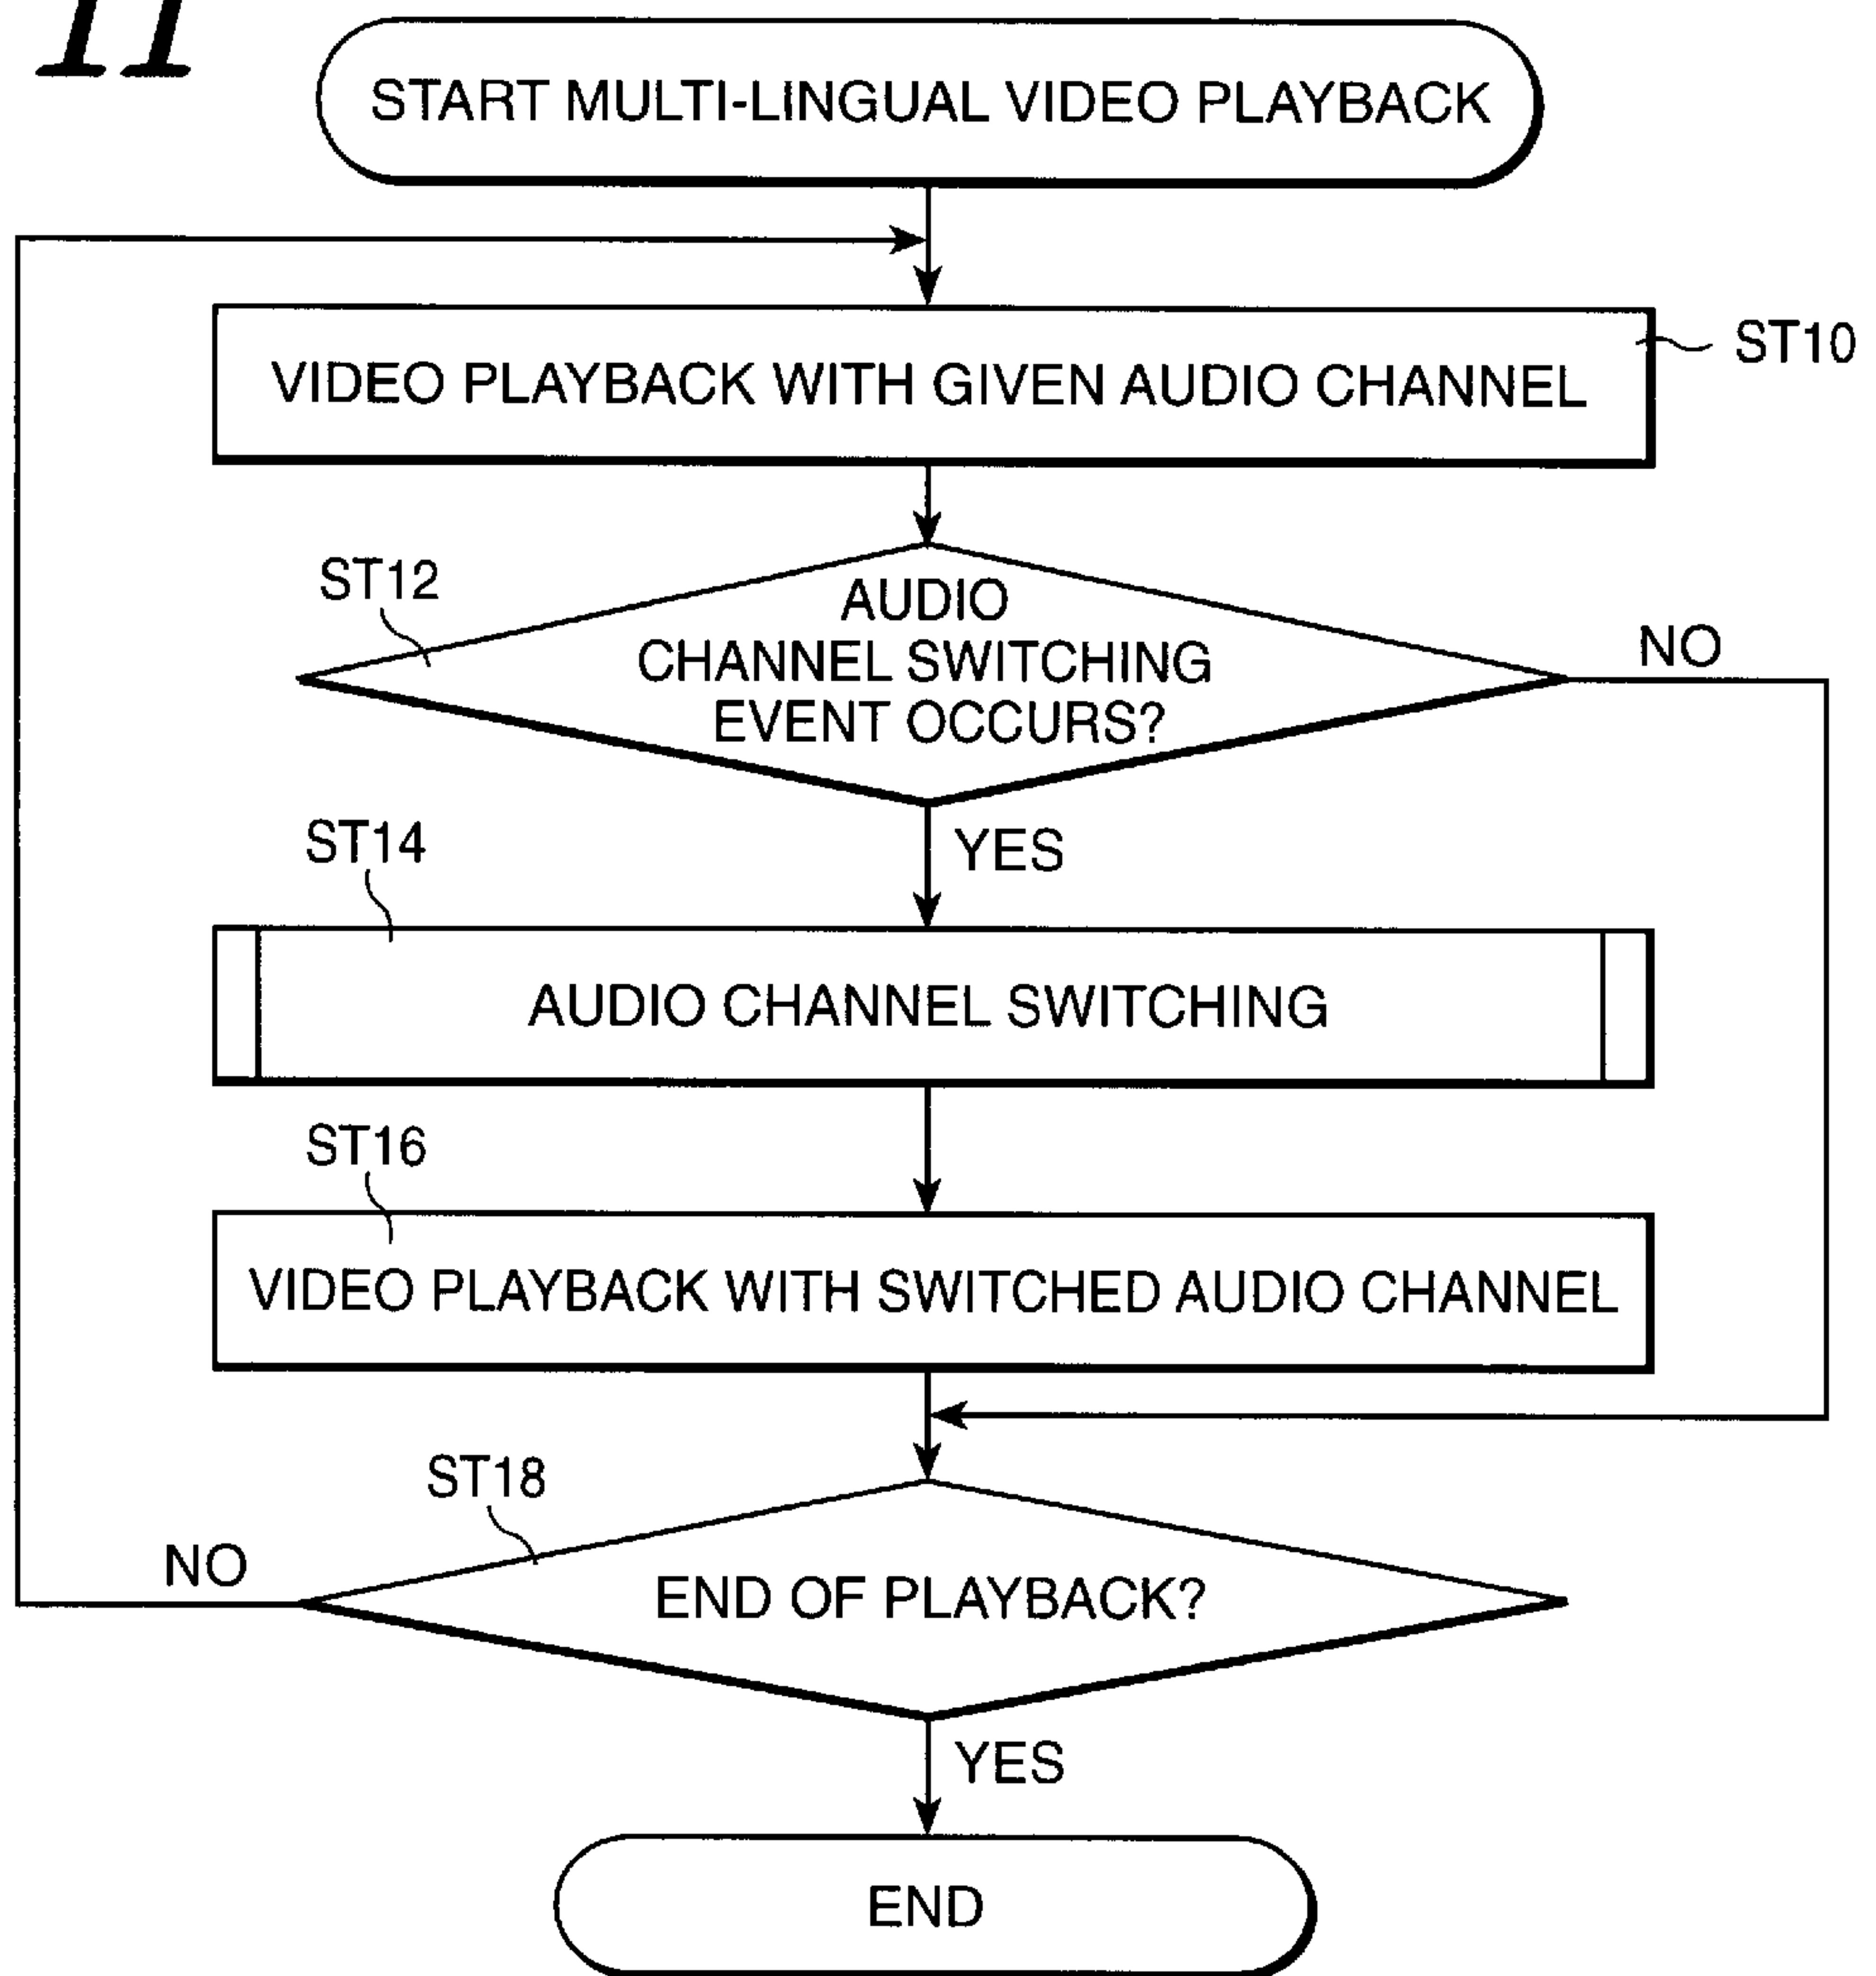 11
START MULTI-LINGUAL VIDEO PLAYBACK
VIDEO PLAYBACK WITH GIVEN AUDIO CHANNEL
ST10
ST12
AUDIO
CHANNEL SWITCHING
EVENT OCCURS?
NO
YES
ST14
AUDIO CHANNEL SWITCHING
ST16
VIDEO PLAYBACK WITH SWITCHED AUDIO CHANNEL
ST18
NO
END OF PLAYBACK?
YES
END